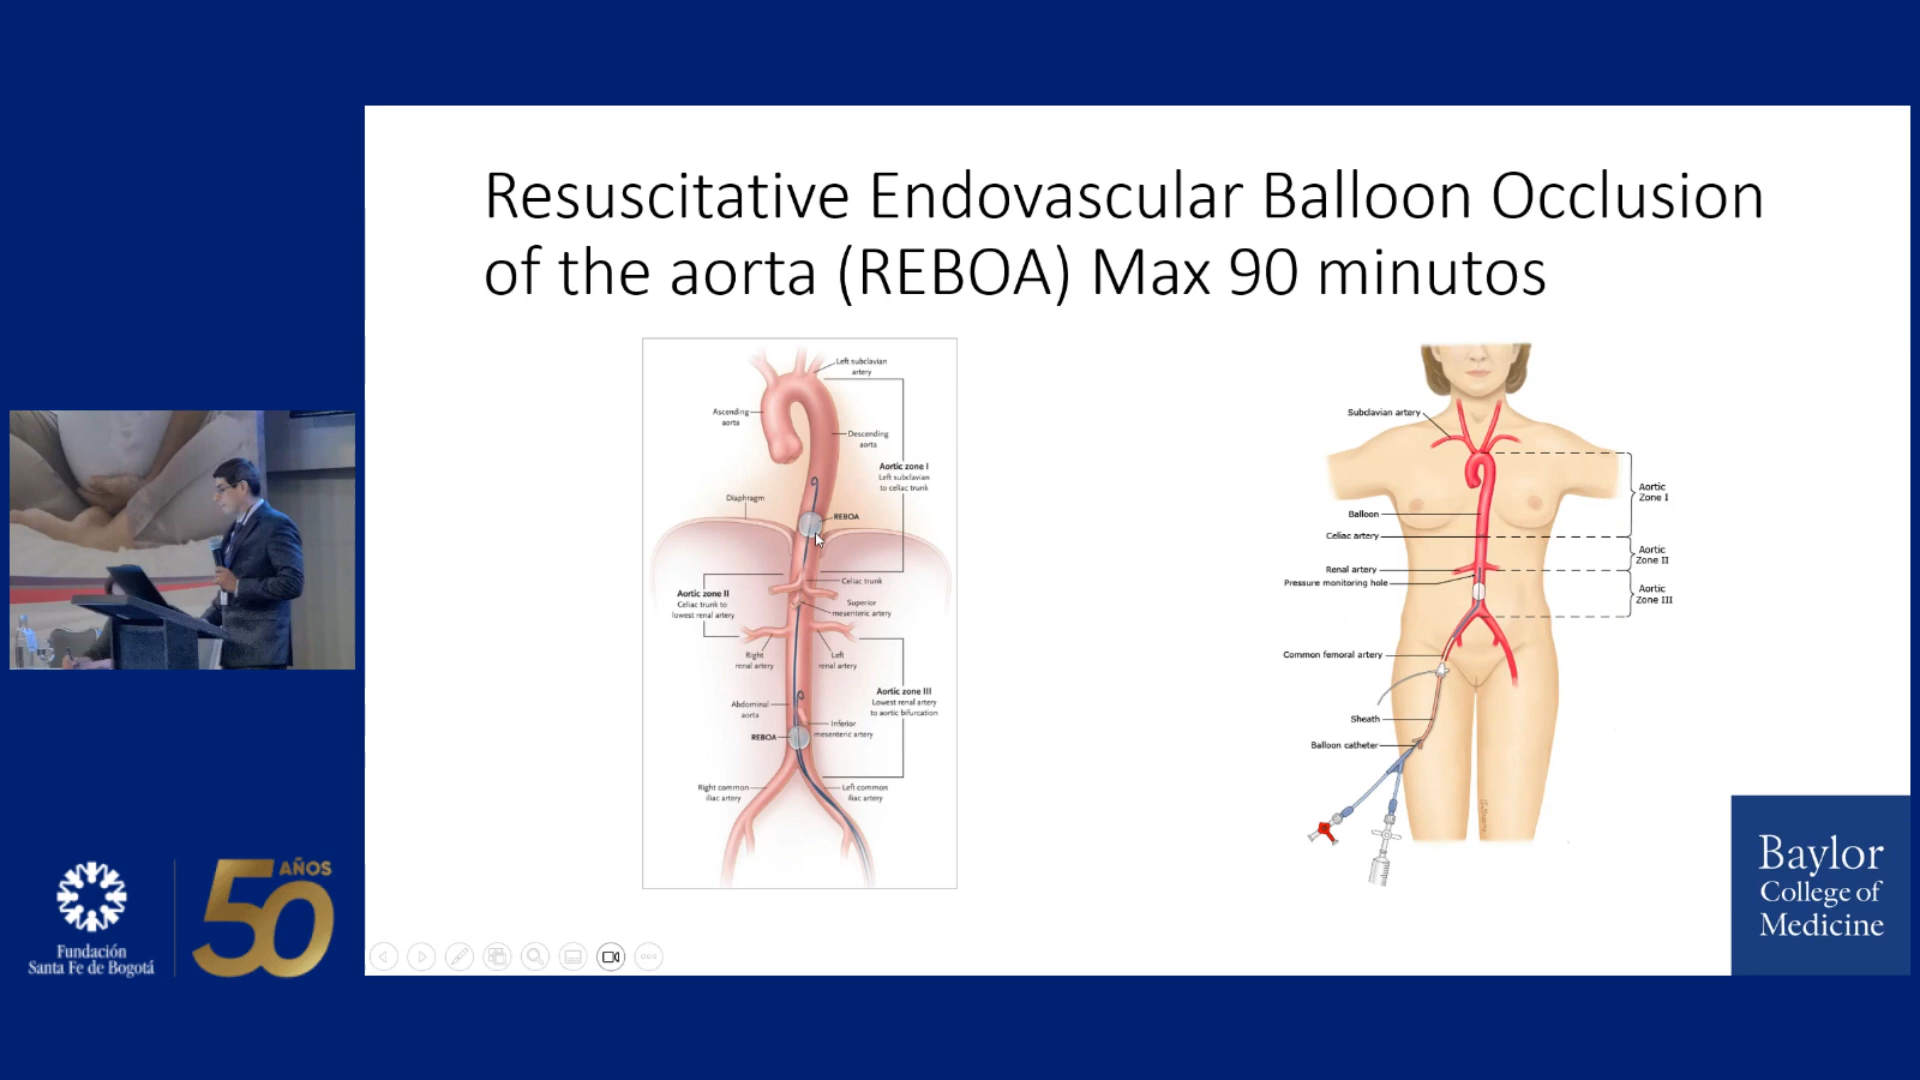 Resuscitative Endovascular Balloon Occlusion
of the aorta (REBOA) Max 90 minutos
Left subclavian
artery
Ascending
aorta
Descending
aorta
Aortic zone I
Left subclavian
to celiac trunk
Diaphragm
REBOA
Celiac trunk
Aortic zone II
Celiac trunk to
lowest renal artery
Superior
mesenteric artery
Right
renal artery
Left
renal artery
Aortic zone III
Lowest renal artery
to aortic bifurcation
Abdominal
aorta
Inferior
mesenteric artery
REBOA
Right common
iliac artery
Left common
iliac artery
Subclavian artery
Aortic
Zone I
Balloon
Celiac artery
Aortic
Zone II
Renal artery
Pressure monitoring hole
Aortic
Zone III
Common femoral artery
Sheath
Balloon catheter
Baylor
College of
Medicine
Fundación
Santa Fe de Bogotá
50 AÑOS